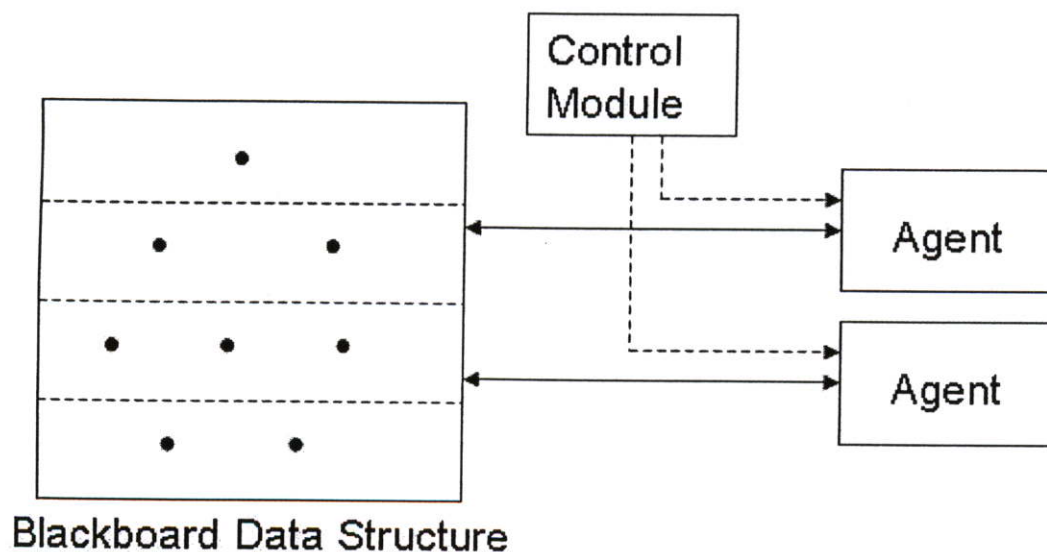 Control
Module
Agent
Agent
Blackboard Data Structure